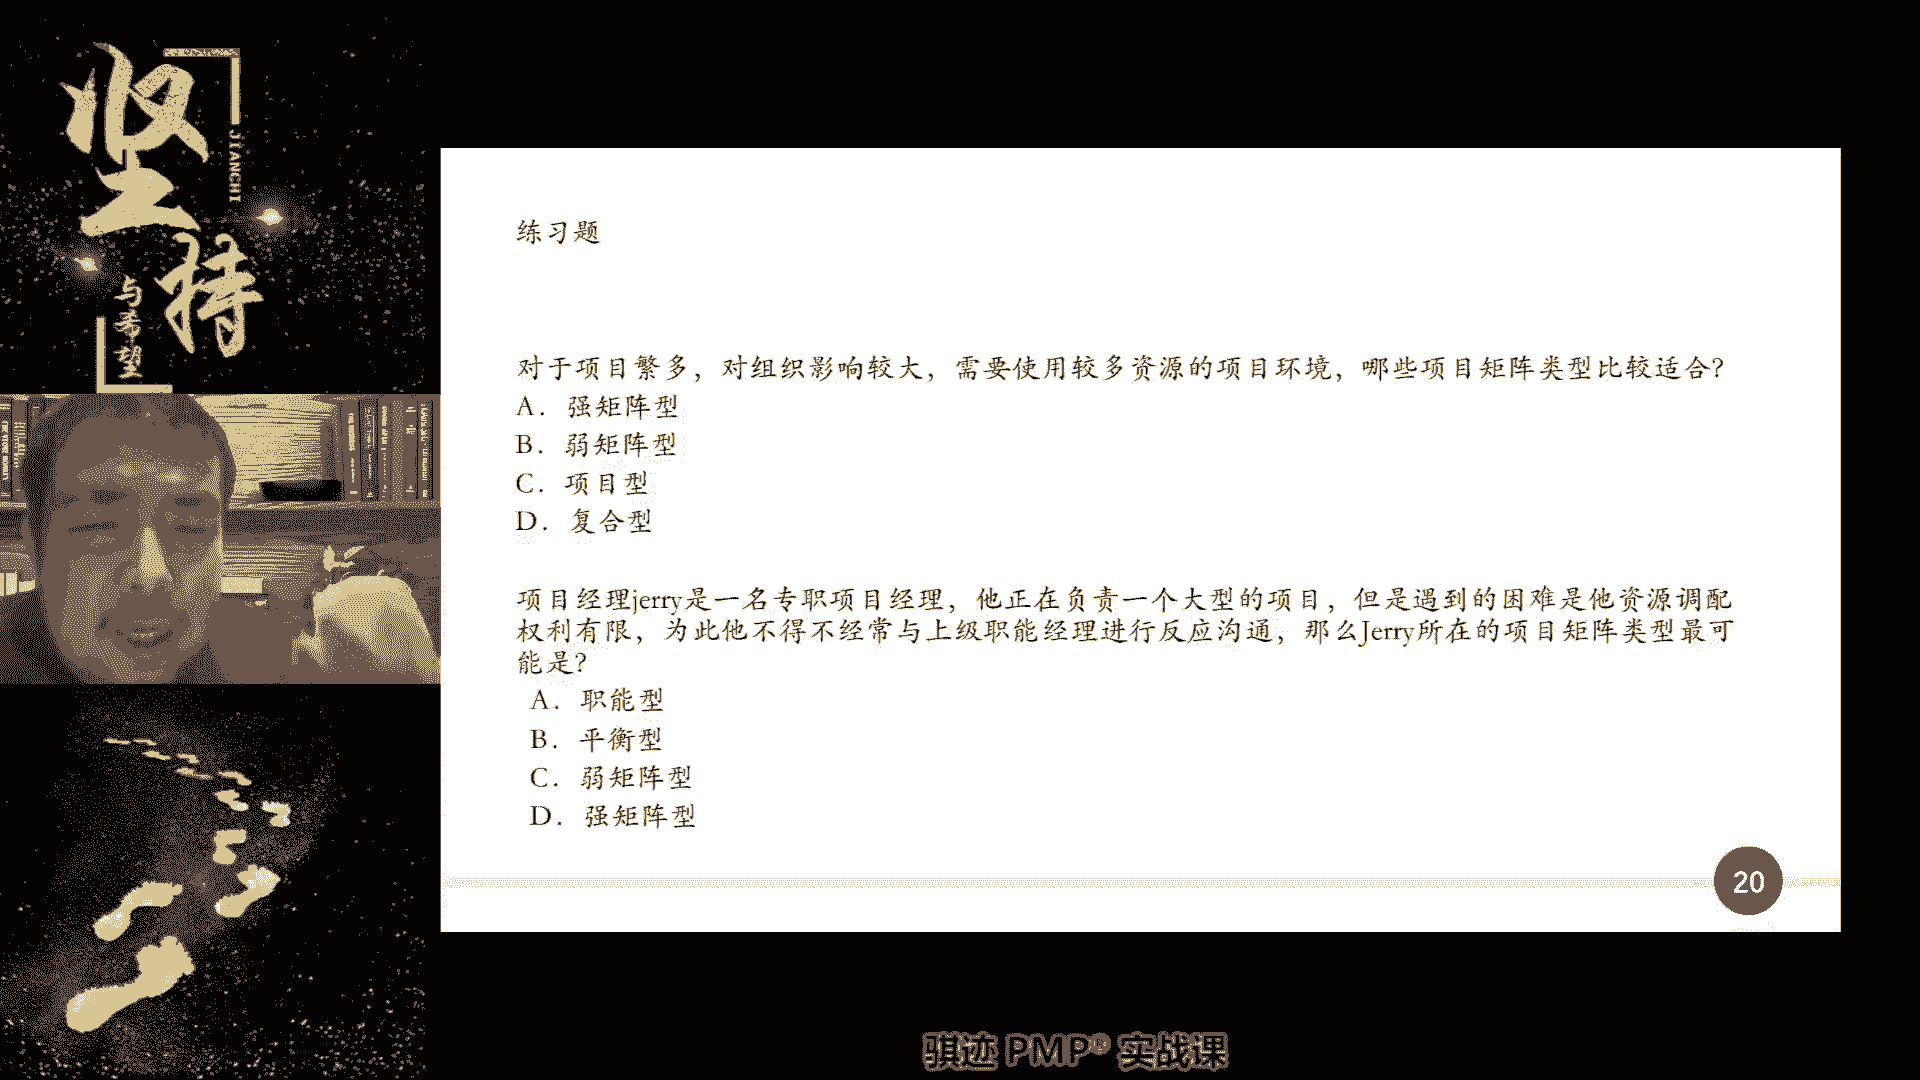 坚持
JIANCHI
与希望
练习题
对于项目繁多，对组织影响较大，需要使用较多资源的项目环境，哪些项目矩阵类型比较适合？
A．强矩阵型
B．弱矩阵型
C．项目型
D．复合型
项目经理jerry是一名专职项目经理，他正在负责一个大型的项目，但是遇到的困难是他资源调配
权利有限，为此他不得不经常与上级职能经理进行反应沟通，那么Jerry所在的项目矩阵类型最可
能是？
A．职能型
B．平衡型
C．弱矩阵型
D．强矩阵型
20
骐迹 PMP® 实战课